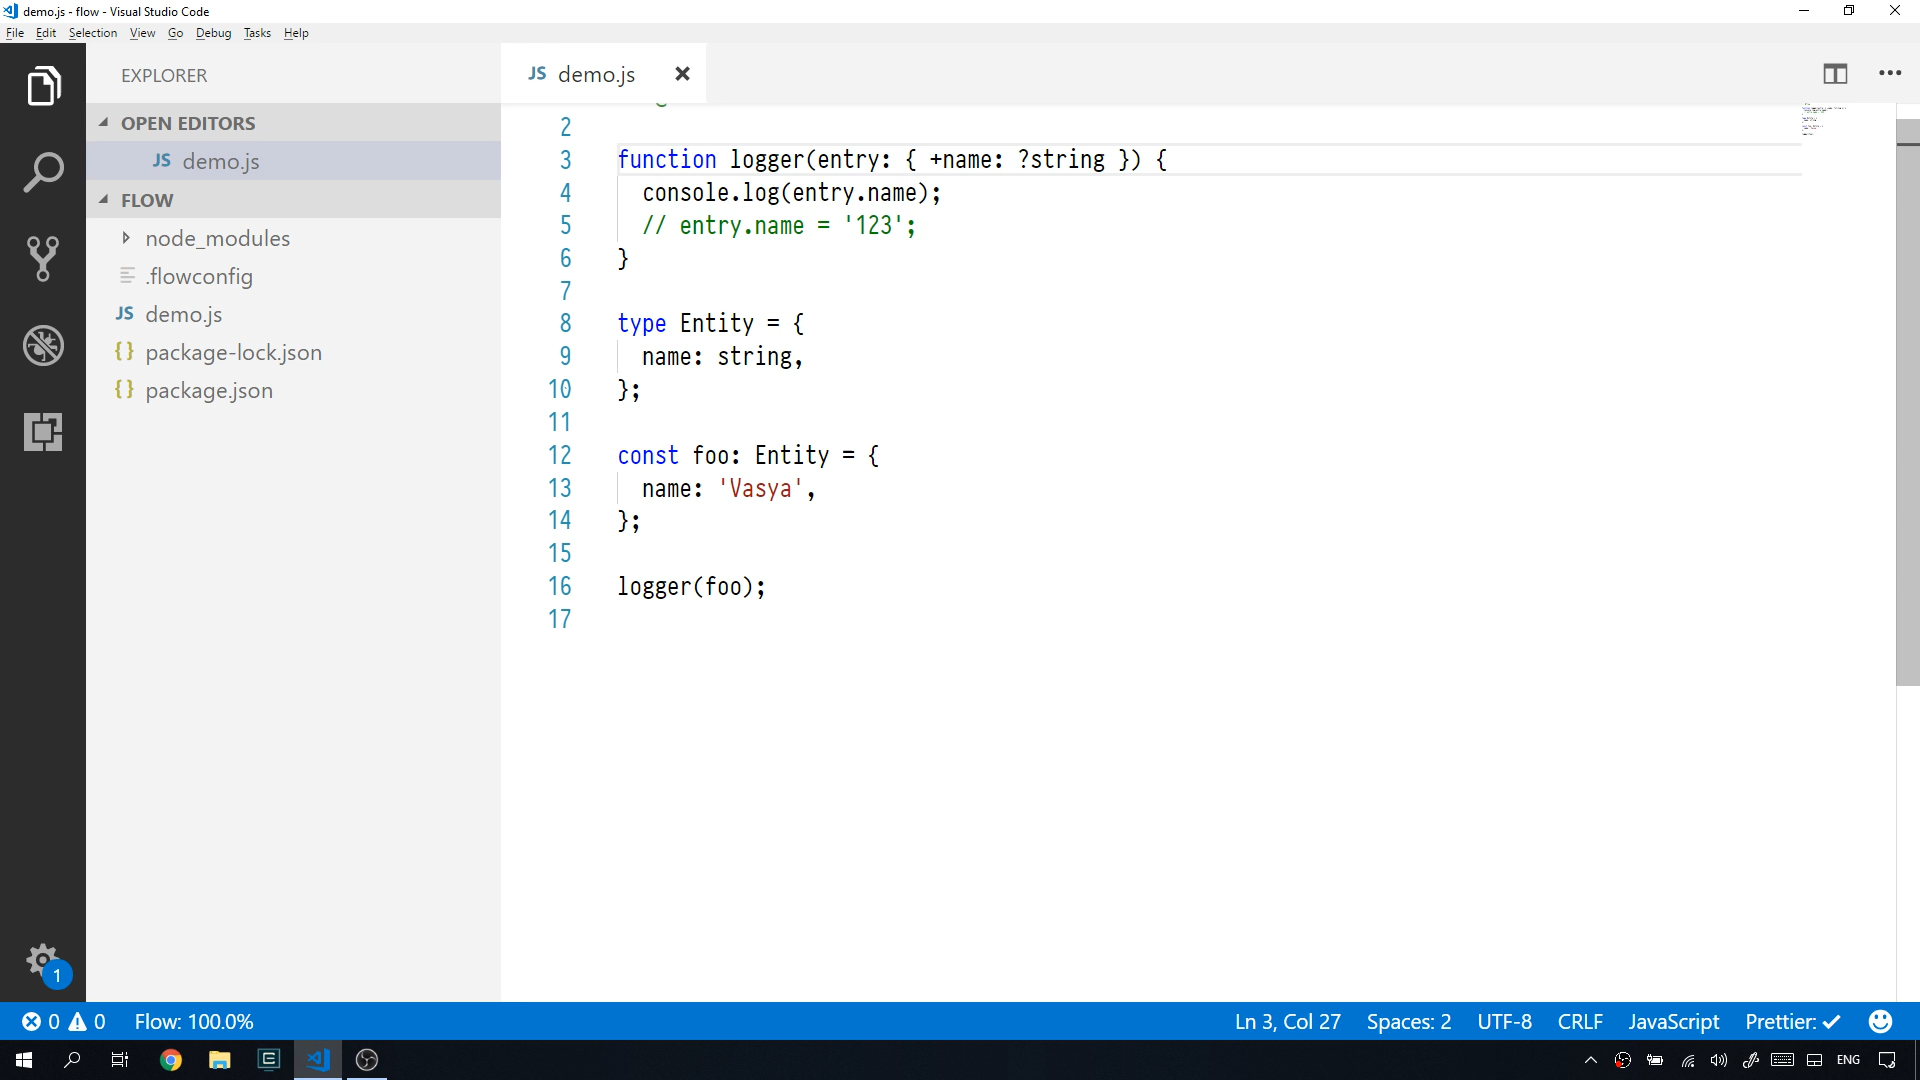 demo.js - flow - Visual Studio Code
File Edit Selection View Go Debug Tasks Help
EXPLORER
JS demo.js
OPEN EDITORS
JS demo.js
FLOW
node_modules
.flowconfig
JS demo.js
{} package-lock.json
{} package.json
2
3 function logger(entry: { +name: ?string }) {
4 console.log(entry.name);
5 // entry.name = '123';
6 }
7
8 type Entity = {
9 name: string,
10 };
11
12 const foo: Entity = {
13 name: 'Vasya',
14 };
15
16 logger(foo);
17
1
0 0 Flow: 100.0% Ln 3, Col 27 Spaces: 2 UTF-8 CRLF JavaScript Prettier: ✓
ENG